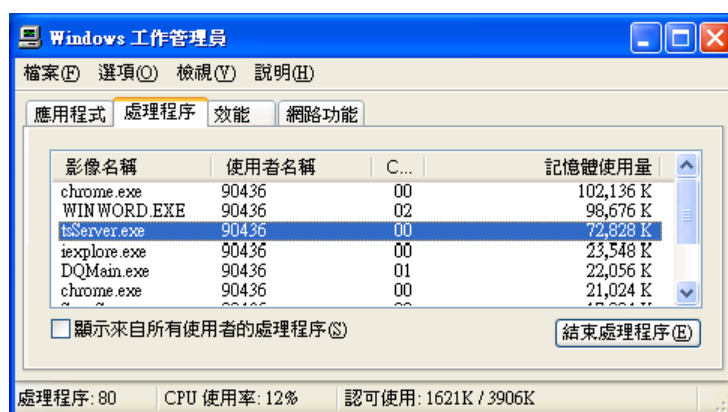 Windows 工作管理員
檔案(F) 選項(O) 檢視(V) 說明(H)
應用程式 處理程序 效能 網路功能
影像名稱 使用者名稱 C... 記憶體使用量
chrome.exe 90436 00 102,136 K
WINWORD.EXE 90436 02 98,676 K
tsServer.exe 90436 00 72,828 K
iexplore.exe 90436 00 23,548 K
DQMain.exe 90436 01 22,056 K
chrome.exe 90436 00 21,024 K
顯示來自所有使用者的處理程序(S) 結束處理程序(E)
處理程序: 80 CPU 使用率: 12% 認可使用: 1621K / 3906K